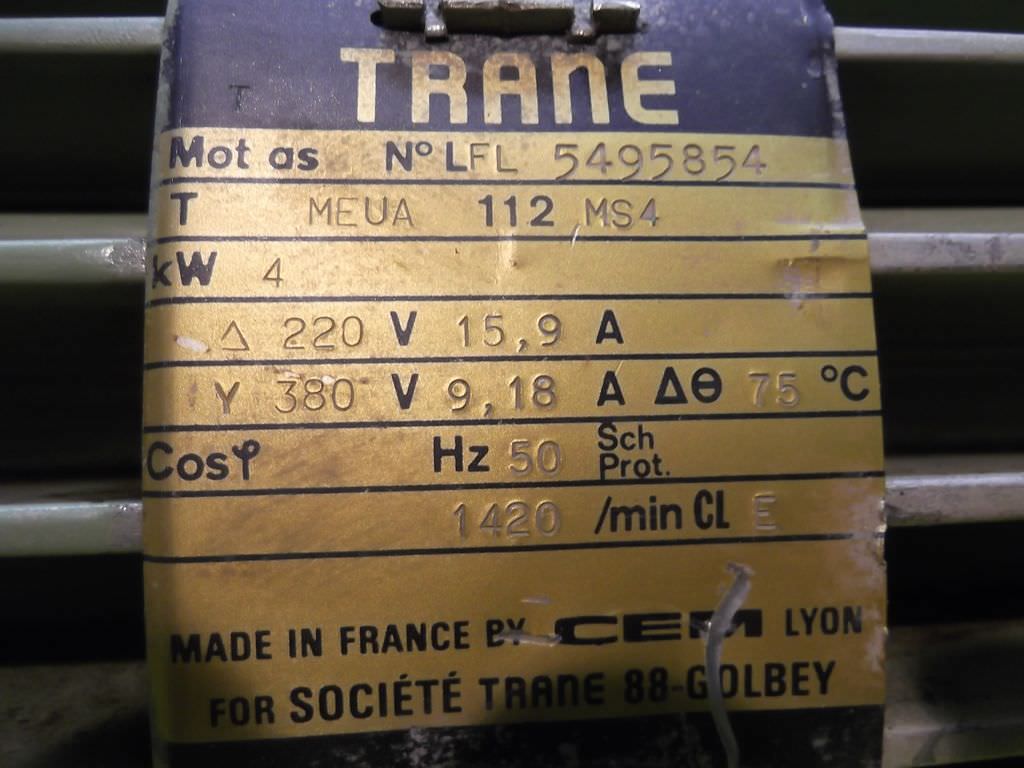 TRANE
T
Mot as N° LFL 5495854
T MEUA 112 MS4
kW 4
Δ 220 V 15,9 A
Y 380 V 9,18 A Δθ 75 °C
Cosφ Hz 50 Sch Prot.
1420 /min CL E
MADE IN FRANCE BY CEM LYON
FOR SOCIÉTÉ TRANE 88-GOLBEY